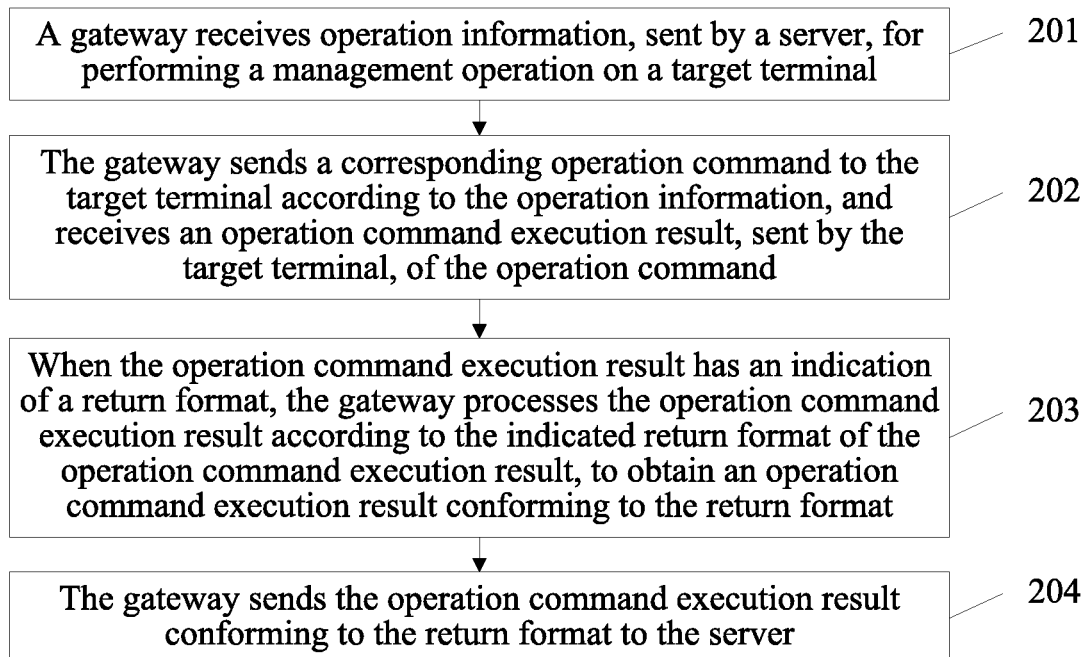 A gateway receives operation information, sent by a server, for
performing a management operation on a target terminal
201
The gateway sends a corresponding operation command to the
target terminal according to the operation information, and
receives an operation command execution result, sent by the
target terminal, of the operation command
202
When the operation command execution result has an indication
of a return format, the gateway processes the operation command
execution result according to the indicated return format of the
operation command execution result, to obtain an operation
command execution result conforming to the return format
203
The gateway sends the operation command execution result
conforming to the return format to the server
204